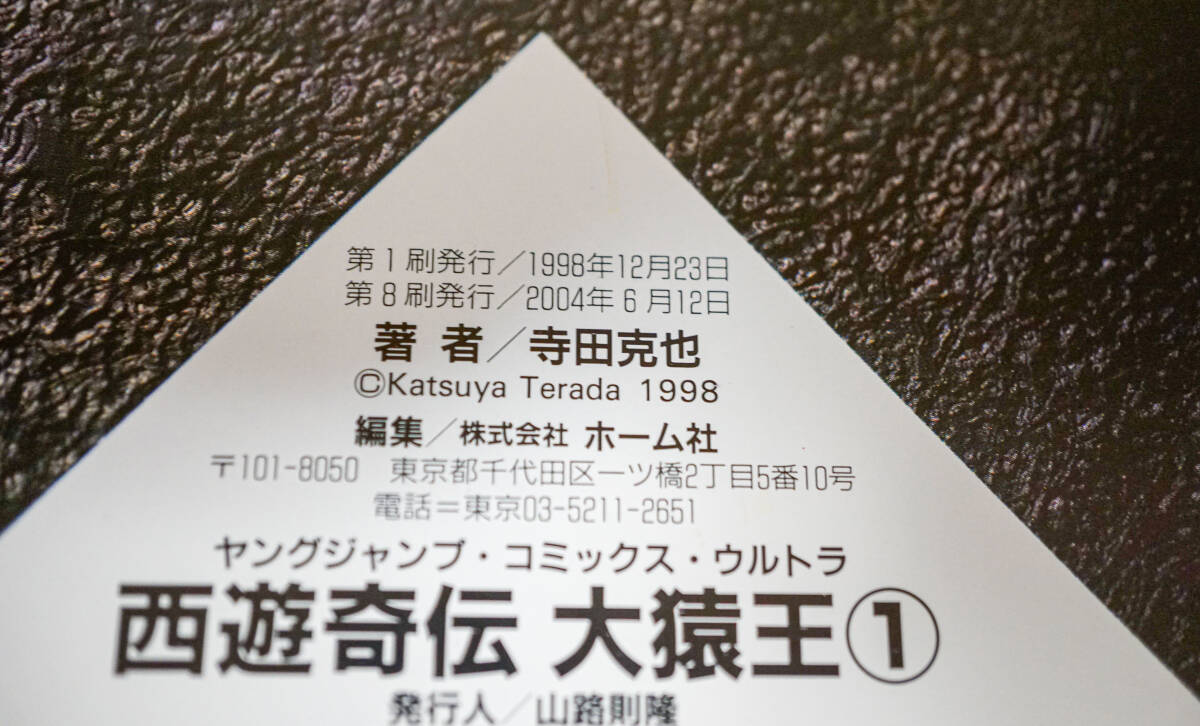 第1刷発行／1998年12月23日
第8刷発行／2004年6月12日
著者／寺田克也
©Katsuya Terada 1998
編集／株式会社 ホーム社
〒101-8050 東京都千代田区一ツ橋2丁目5番10号
電話＝東京03-5211-2651
ヤングジャンプ・コミックス・ウルトラ
西遊奇伝 大猿王①
発行人／山路則隆